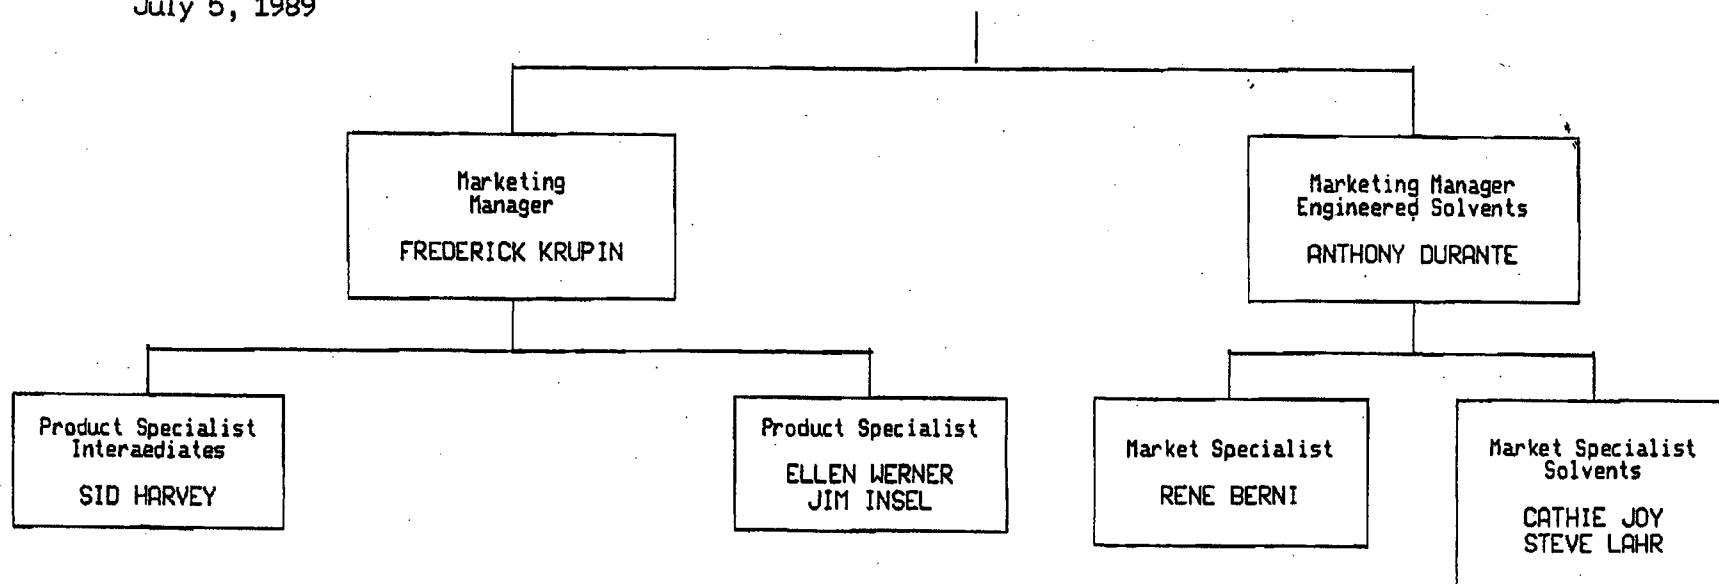 July 5, 1989
Marketing
Manager
FREDERICK KRUPIN
Marketing Manager
Engineered Solvents
ANTHONY DURANTE
Product Specialist
Interaediates
SID HARVEY
Product Specialist
ELLEN WERNER
JIM INSEL
Market Specialist
RENE BERNI
Market Specialist
Solvents
CATHIE JOY
STEVE LAHR